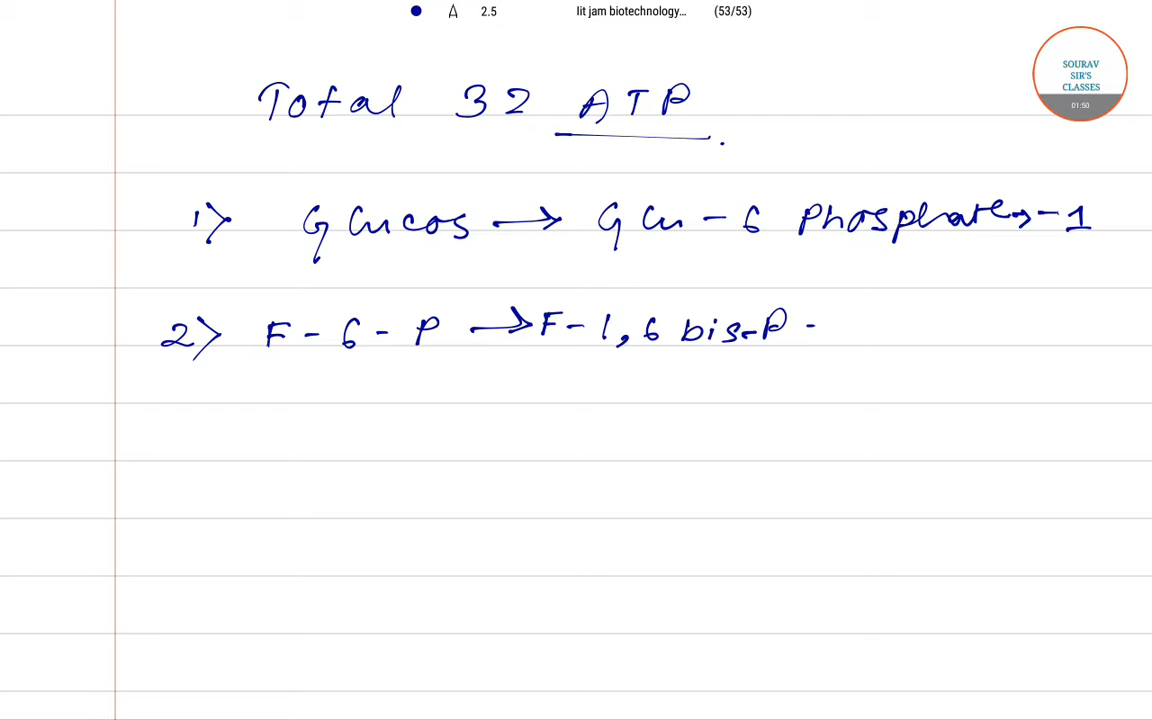 2.5 Iit jam biotechnology... (53/53)
SOURAV
SIR'S
CLASSES
01:50
Total 32 ATP.
1) Glucos → Glu - 6 Phosphate → - 1
2) F - 6 - P → F - 1, 6 bis - P -